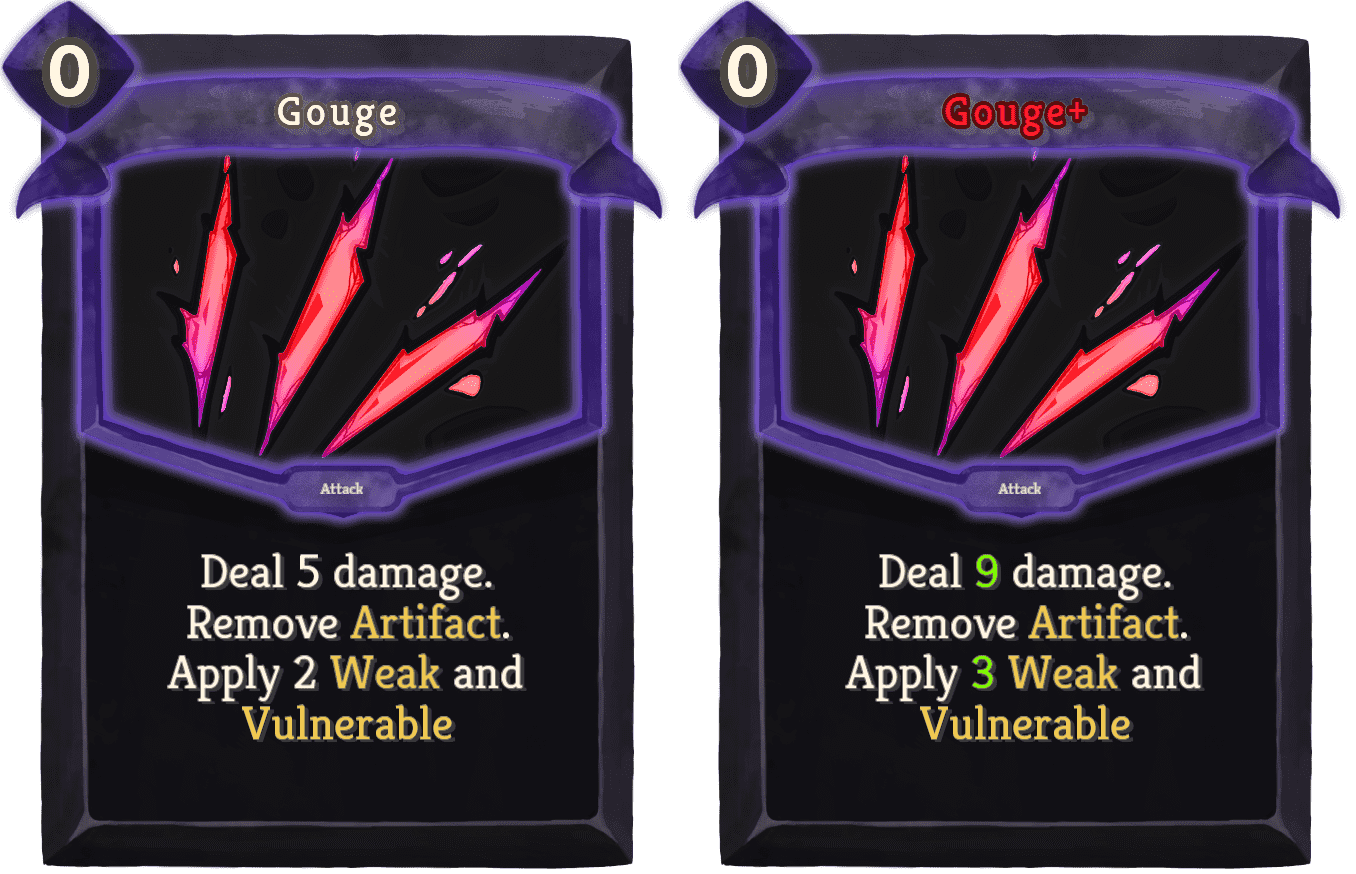 0
Gouge
Attack
Deal 5 damage.
Remove Artifact.
Apply 2 Weak and
Vulnerable
0
Gouge+
Attack
Deal 9 damage.
Remove Artifact.
Apply 3 Weak and
Vulnerable